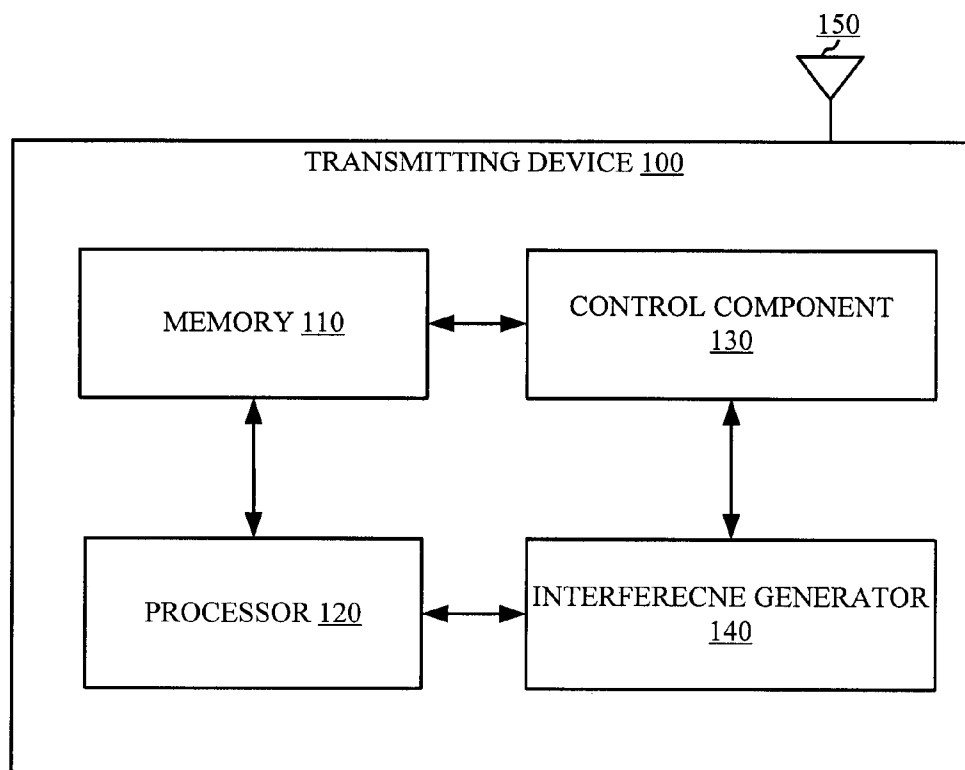 150
TRANSMITTING DEVICE 100
MEMORY 110
CONTROL COMPONENT
130
PROCESSOR 120
INTERFERECNE GENERATOR
140